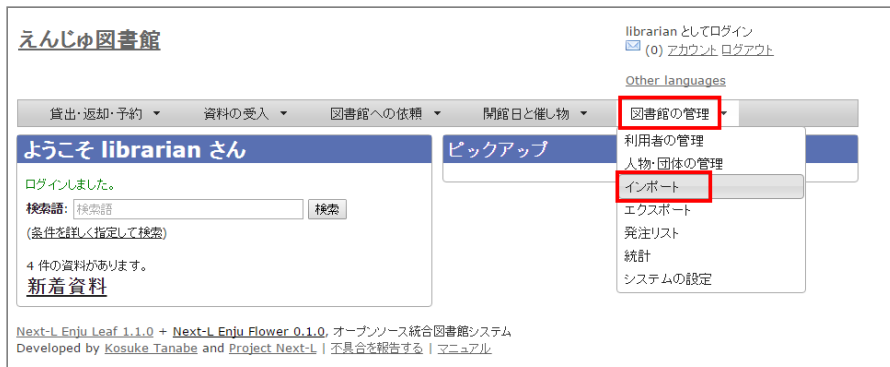 えんじゅ図書館
librarian としてログイン
(0) アカウント ログアウト
Other languages
貸出・返却・予約 ▼ 資料の受入 ▼ 図書館への依頼 ▼ 開館日と催し物 ▼ 図書館の管理 ▼
ようこそ librarian さん
ログインしました。
検索語: 検索語 検索
(条件を詳しく指定して検索)
4 件の資料があります。
新着資料
ピックアップ
利用者の管理
人物・団体の管理
インポート
エクスポート
発注リスト
統計
システムの設定
Next-L Enju Leaf 1.1.0 + Next-L Enju Flower 0.1.0, オープンソース統合図書館システム
Developed by Kosuke Tanabe and Project Next-L | 不具合を報告する | マニュアル